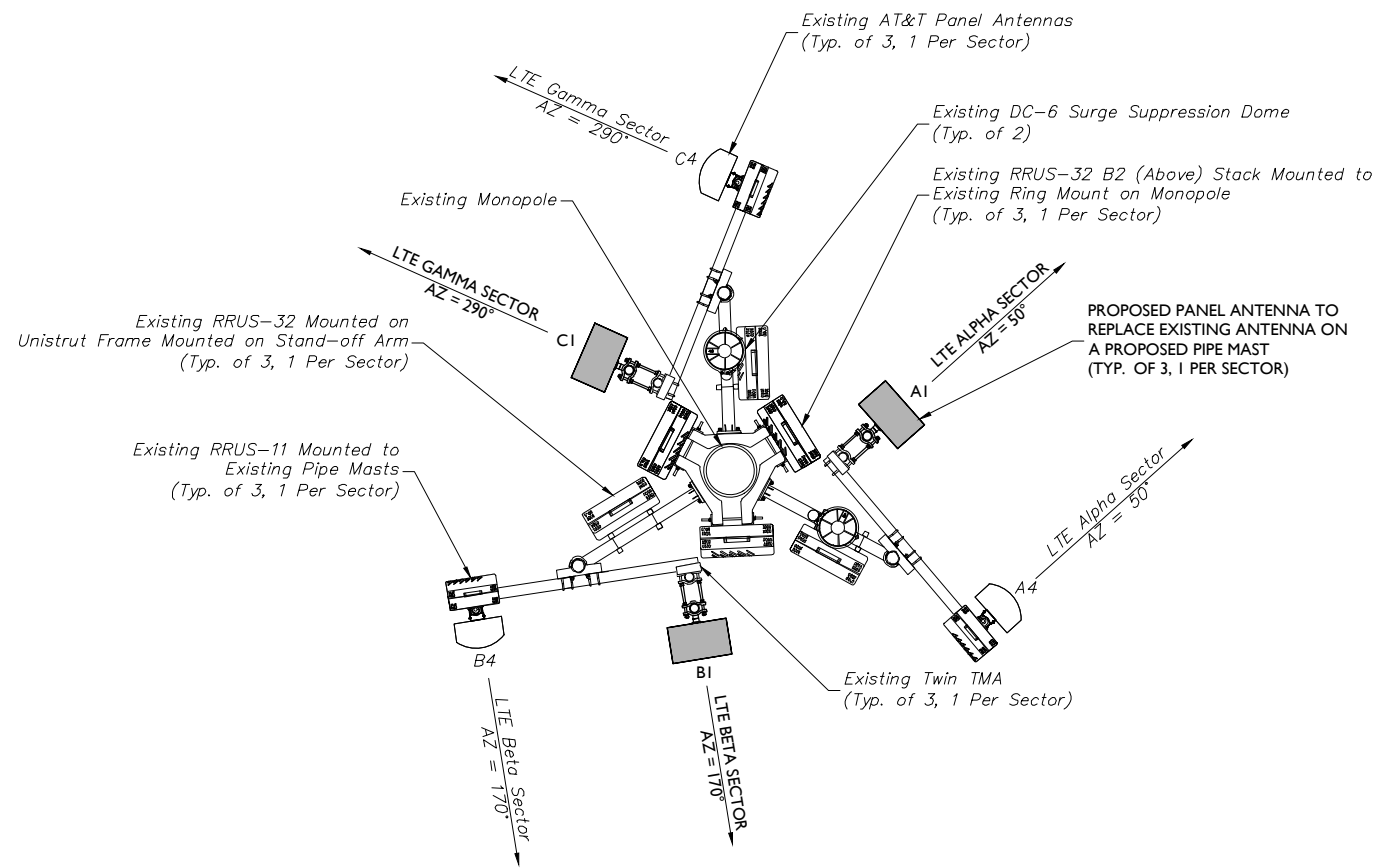 Existing AT&T Panel Antennas
(Typ. of 3, 1 Per Sector)
LTE Gamma Sector
AZ = 290°
C4
Existing DC-6 Surge Suppression Dome
(Typ. of 2)
Existing RRUS-32 B2 (Above) Stack Mounted to
Existing Ring Mount on Monopole
(Typ. of 3, 1 Per Sector)
Existing Monopole
LTE GAMMA SECTOR
AZ = 290°
C1
LTE ALPHA SECTOR
AZ = 50°
PROPOSED PANEL ANTENNA TO
REPLACE EXISTING ANTENNA ON
A PROPOSED PIPE MAST
(TYP. OF 3, 1 PER SECTOR)
Existing RRUS-32 Mounted on
Unistrut Frame Mounted on Stand-off Arm
(Typ. of 3, 1 Per Sector)
A1
Existing RRUS-11 Mounted to
Existing Pipe Masts
(Typ. of 3, 1 Per Sector)
LTE Alpha Sector
AZ = 50°
A4
B4
B1
Existing Twin TMA
(Typ. of 3, 1 Per Sector)
LTE Beta Sector
AZ = 170°
LTE BETA SECTOR
AZ = 170°